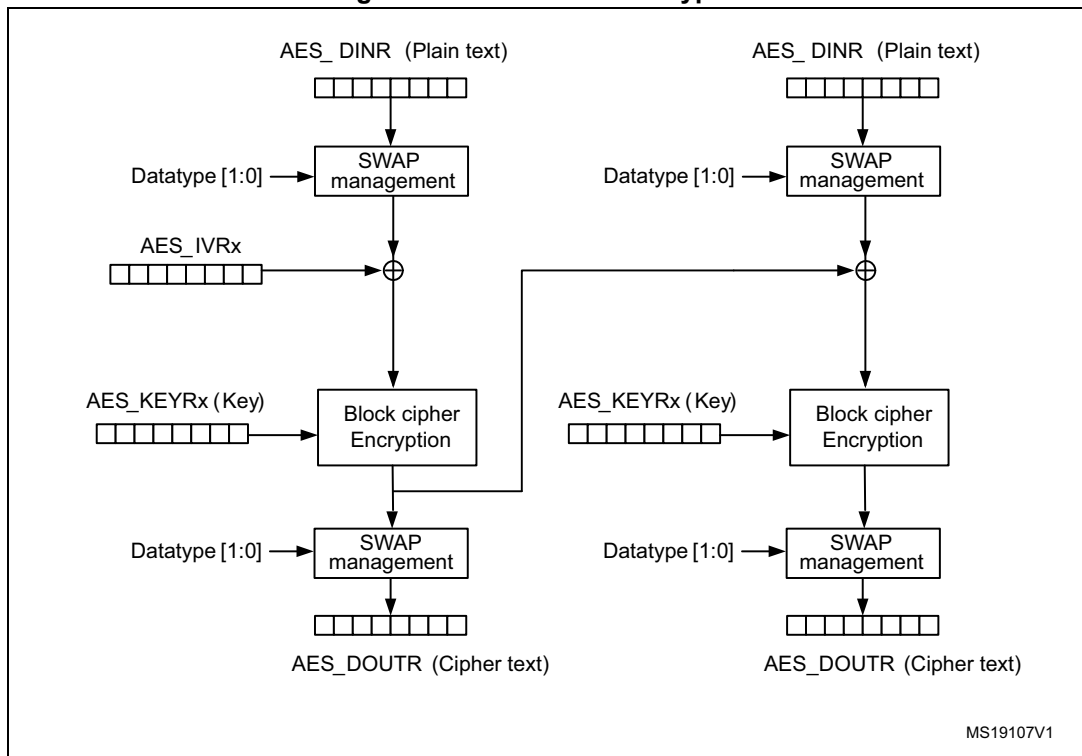 AES_ DINR (Plain text)
AES_ DINR (Plain text)
SWAP
management
Datatype [1:0]
SWAP
management
Datatype [1:0]
AES_IVRx
AES_KEYRx (Key)
Block cipher
Encryption
AES_KEYRx (Key)
Block cipher
Encryption
SWAP
management
Datatype [1:0]
SWAP
management
Datatype [1:0]
AES_DOUTR (Cipher text)
AES_DOUTR (Cipher text)
MS19107V1